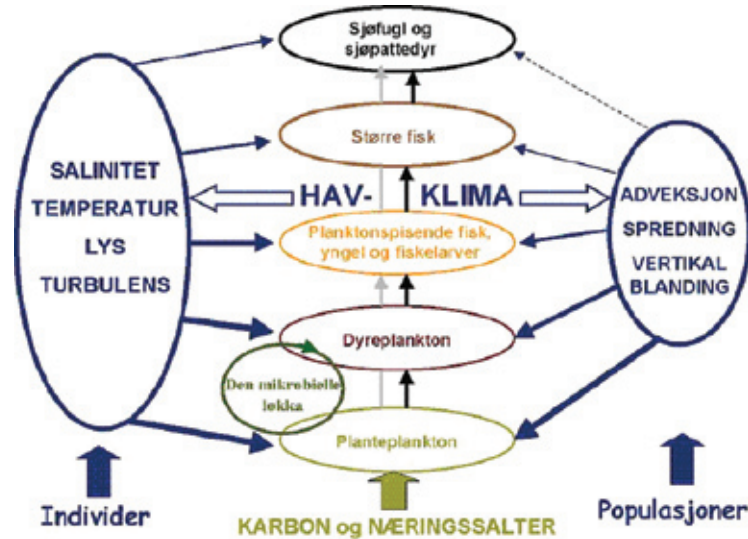 Sjøfugl og
sjøpattedyr
Større fisk
SALINITET
TEMPERATUR
LYS
TURBULENS
HAV-
KLIMA
ADVEKSJON
SPREDNING
VERTIKAL
BLANDING
Planktonspisende fisk,
yngel og fiskelarver
Dyreplankton
Den mikrobielle
løkka
Planteplankton
Individer
KARBON og NÆRINGSSALTER
Populasjoner